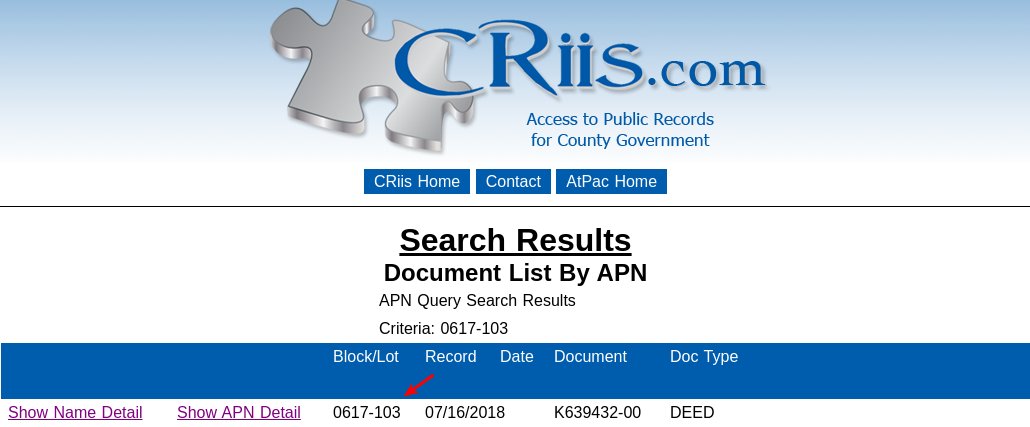 CRiis.com
Access to Public Records
for County Government
CRiis Home Contact AtPac Home
Search Results
Document List By APN
APN Query Search Results
Criteria: 0617-103
Block/Lot Record Date Document Doc Type
Show Name Detail Show APN Detail 0617-103 07/16/2018 K639432-00 DEED